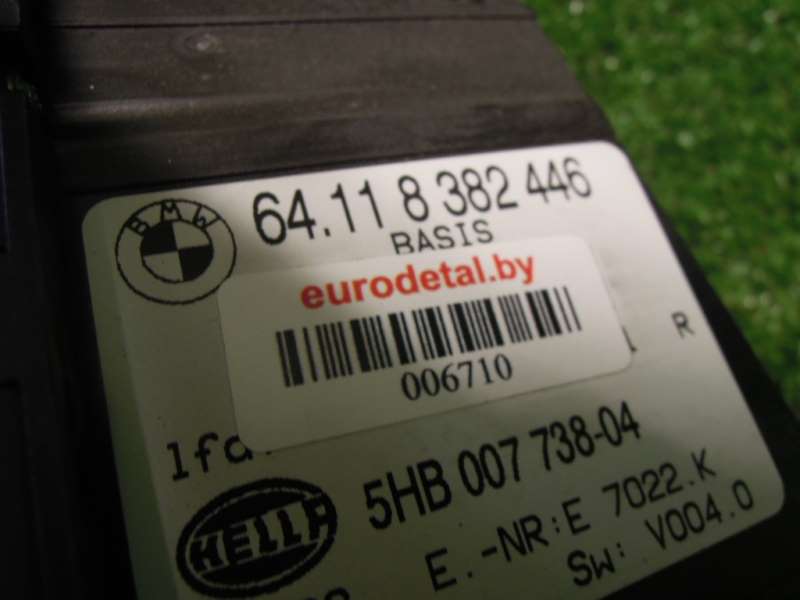 BMW
64.11 8 382 446
BASIS
eurodetal.by
006710
R
5HB 007 738-04
HELLA
E.-NR:E 7022.K
SW: V004.0